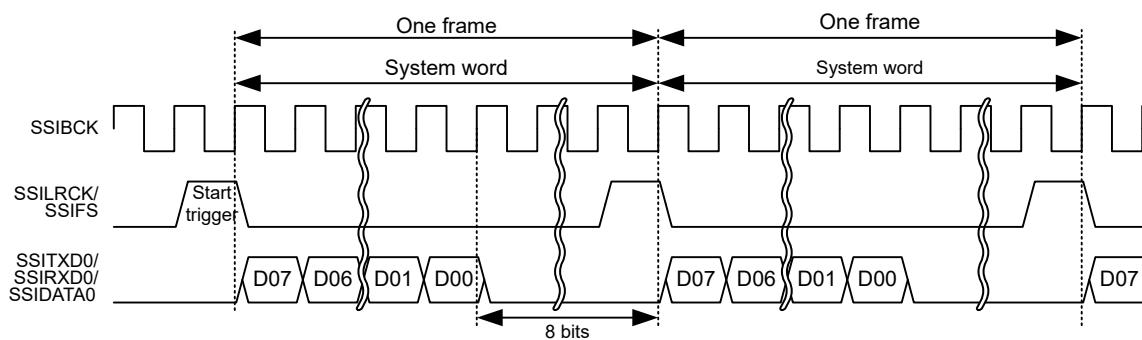 One frame One frame
System word System word
SSIBCK
SSILRCK/
SSIFS
Start
trigger
SSITXD0/
SSIRXD0/
SSIDATA0
D07 D06 D01 D00 D07 D06 D01 D00 D07
8 bits